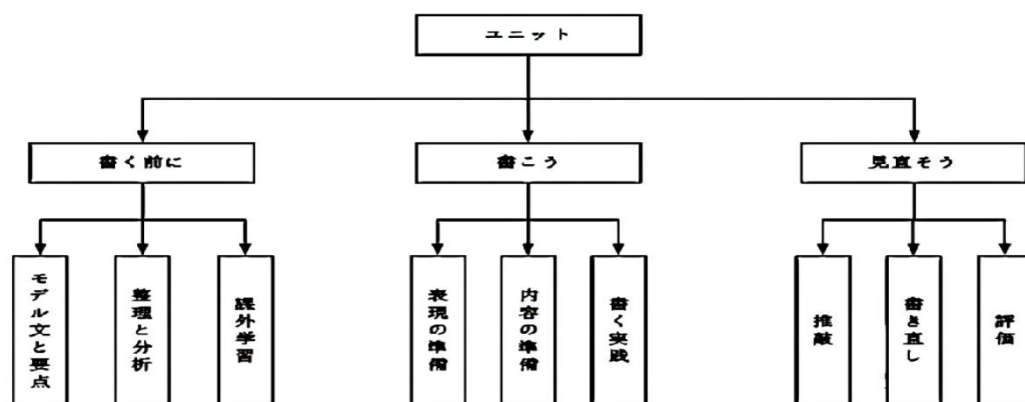 ユニット
書く前に
書こう
見直そう
モデル文と要点
整理と分析
課外学習
表現の準備
内容の準備
書く実践
推敲
書き直し
評価